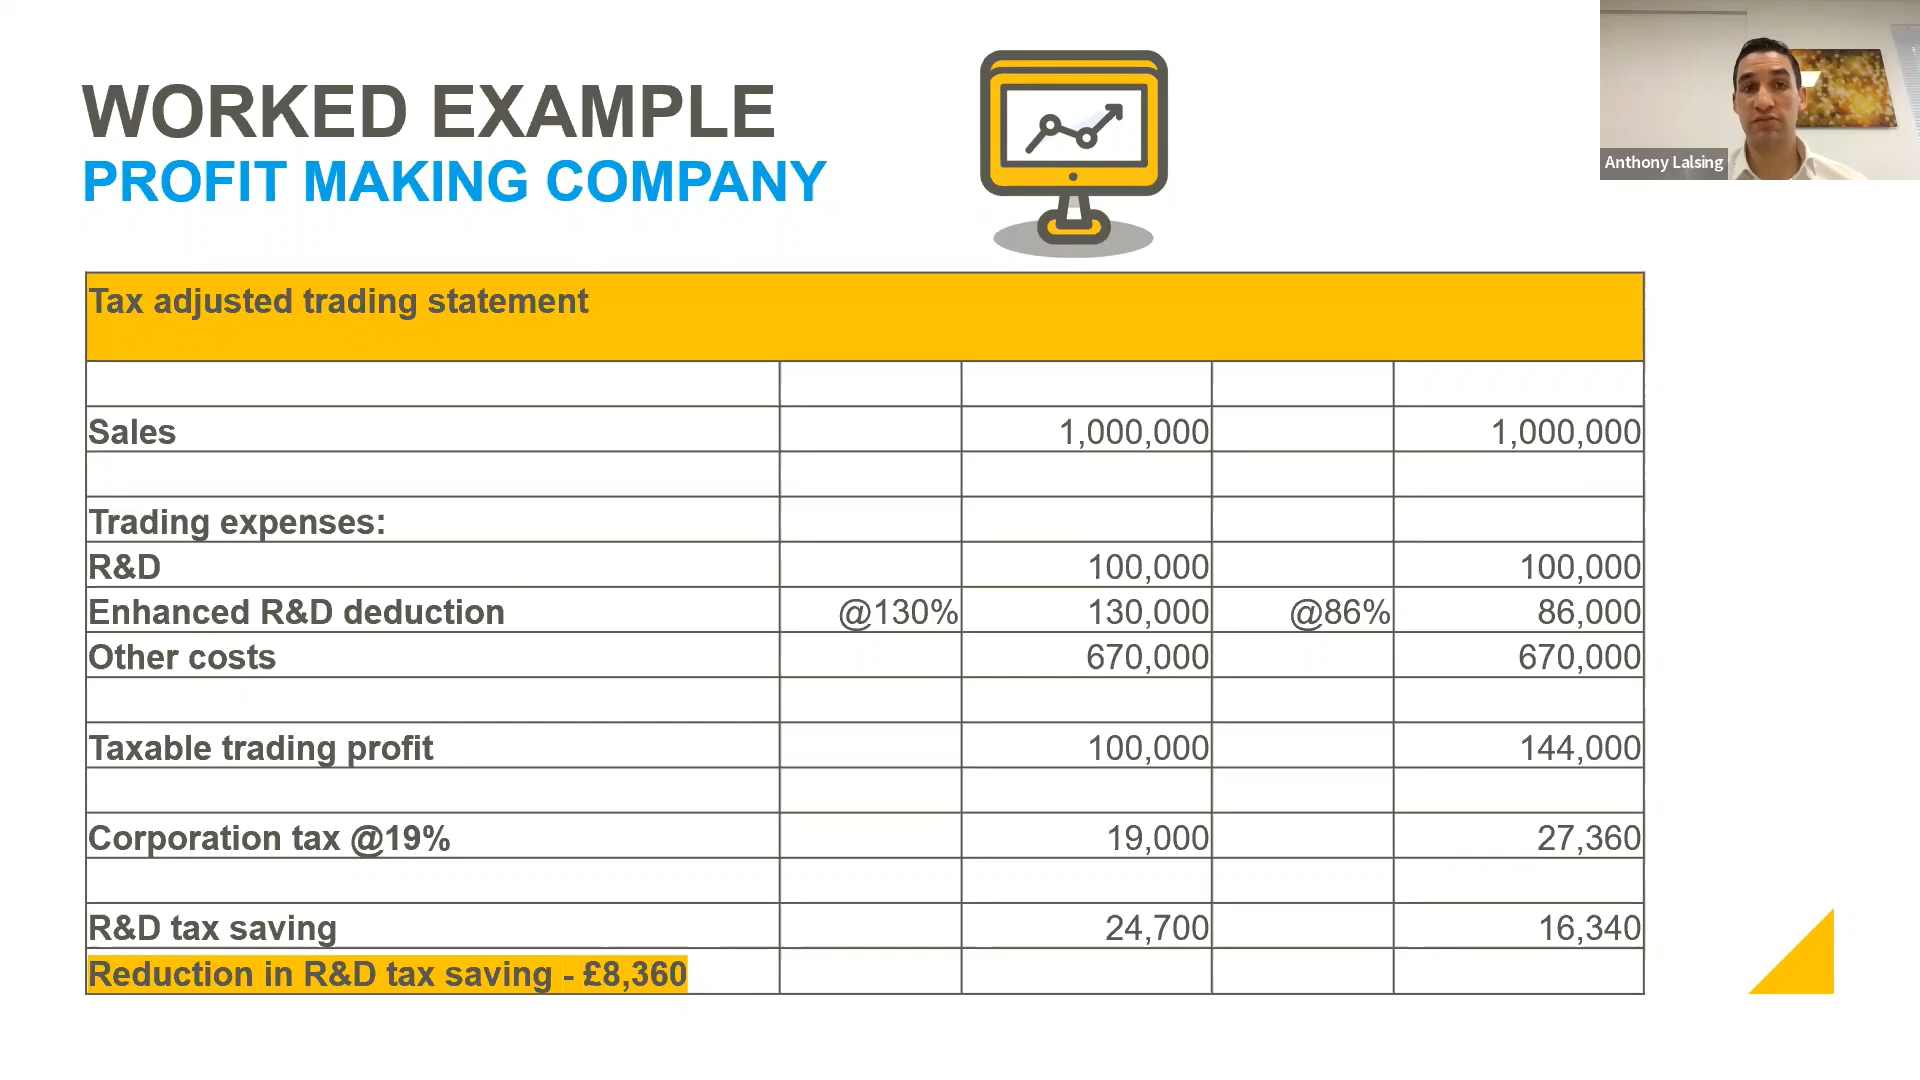 WORKED EXAMPLE
PROFIT MAKING COMPANY
Anthony Lalsing
Tax adjusted trading statement
Sales 1,000,000 1,000,000
Trading expenses:
R&D 100,000 100,000
Enhanced R&D deduction @130% 130,000 @86% 86,000
Other costs 670,000 670,000
Taxable trading profit 100,000 144,000
Corporation tax @19% 19,000 27,360
R&D tax saving 24,700 16,340
Reduction in R&D tax saving - £8,360